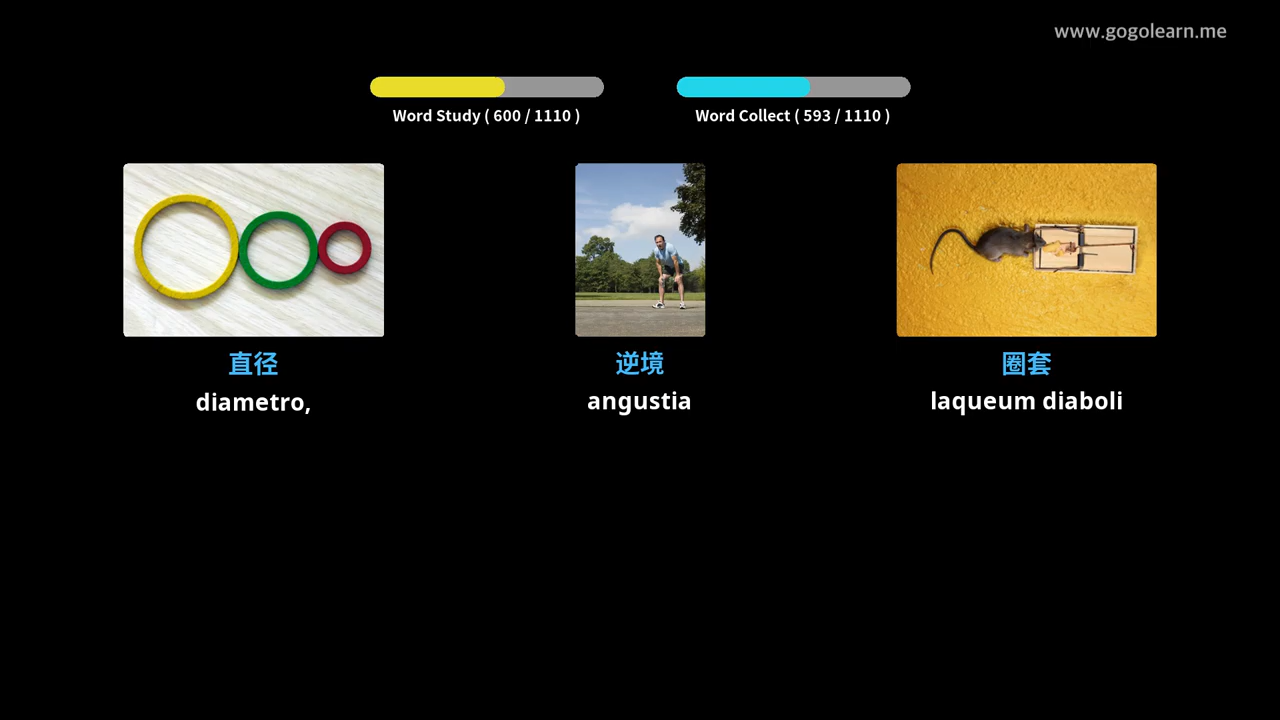 www.gogolearn.me
Word Study ( 600 / 1110 )
Word Collect ( 593 / 1110 )
直径
逆境
圈套
diametro,
angustia
laqueum diaboli